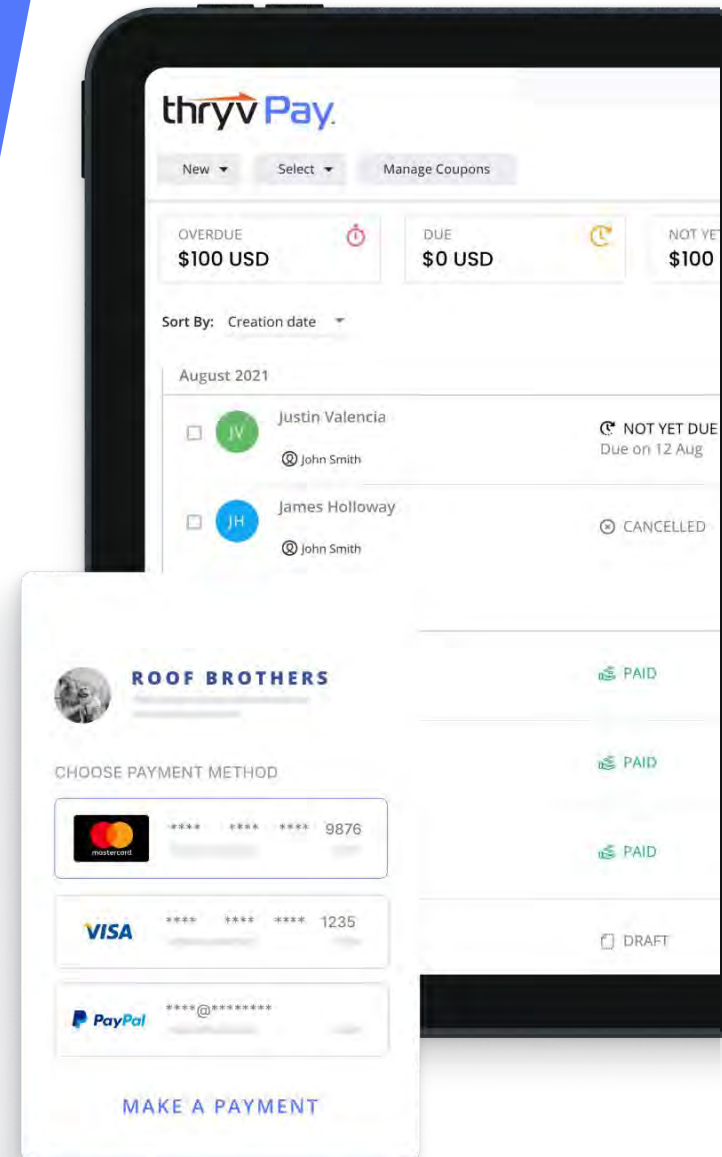 thryv Pay.
New Select Manage Coupons
OVERDUE DUE NOT YET
$100 USD $0 USD $100
Sort By: Creation date
August 2021
JV Justin Valencia NOT YET DUE
John Smith Due on 12 Aug
JH James Holloway CANCELLED
John Smith
PAID
PAID
PAID
DRAFT
ROOF BROTHERS
CHOOSE PAYMENT METHOD
mastercard **** **** **** 9876
VISA **** **** **** 1235
PayPal ****@********
MAKE A PAYMENT